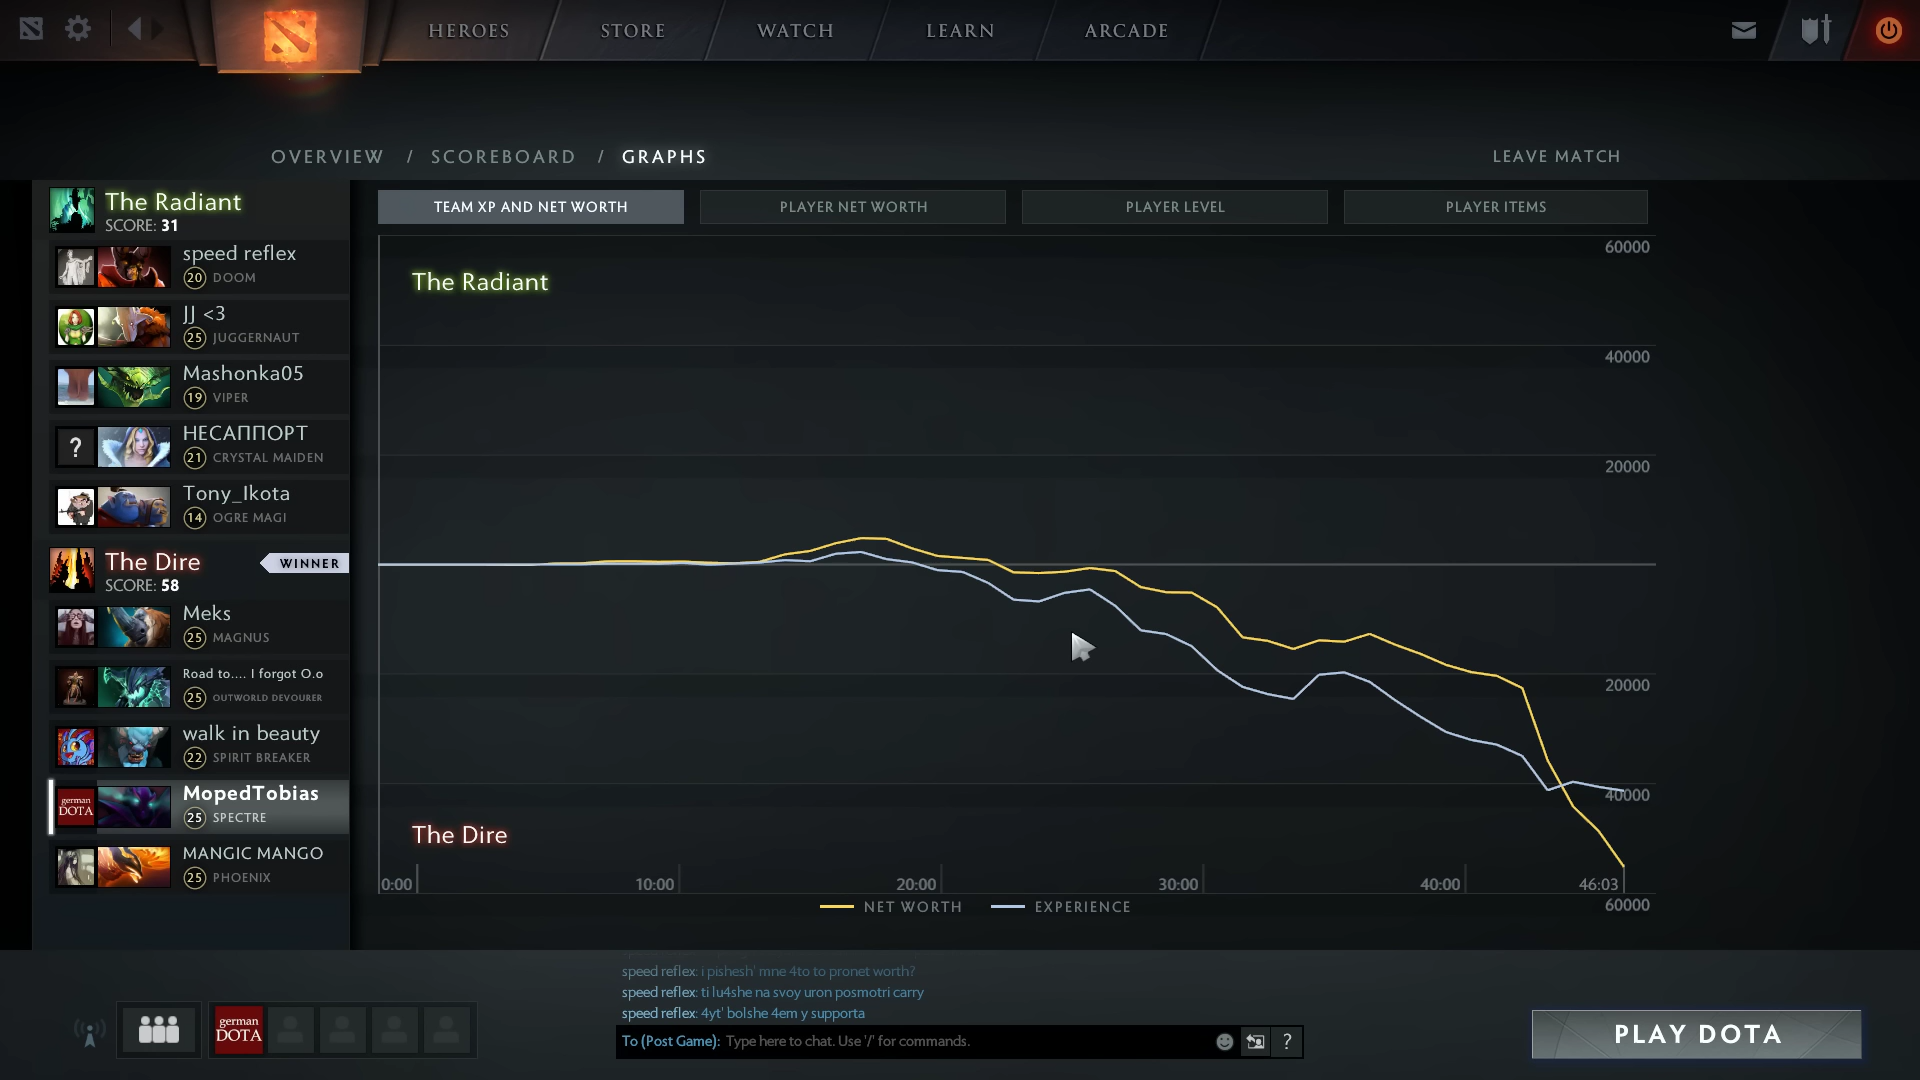 HEROES
STORE
WATCH
LEARN
ARCADE
OVERVIEW / SCOREBOARD / GRAPHS
LEAVE MATCH
The Radiant
SCORE: 31
speed reflex
20 DOOM
JJ <3
25 JUGGERNAUT
Mashonka05
19 VIPER
?
НЕСАППОРТ
21 CRYSTAL MAIDEN
Tony_Ikota
14 OGRE MAGI
The Dire
WINNER
SCORE: 58
Meks
25 MAGNUS
Road to.... I forgot O.o
25 OUTWORLD DEVOURER
walk in beauty
22 SPIRIT BREAKER
german
DOTA
MopedTobias
25 SPECTRE
MANGIC MANGO
25 PHOENIX
TEAM XP AND NET WORTH
PLAYER NET WORTH
PLAYER LEVEL
PLAYER ITEMS
60000
The Radiant
40000
20000
20000
40000
The Dire
0:00
10:00
20:00
30:00
40:00
46:03
60000
NET WORTH
EXPERIENCE
speed reflex: i pishesh' mne 4to to pronet worth?
speed reflex: ti lu4she na svoy uron posmotri carry
speed reflex: 4yt' bolshe 4em y supporta
To (Post Game): Type here to chat. Use '/' for commands.
?
german
DOTA
PLAY DOTA